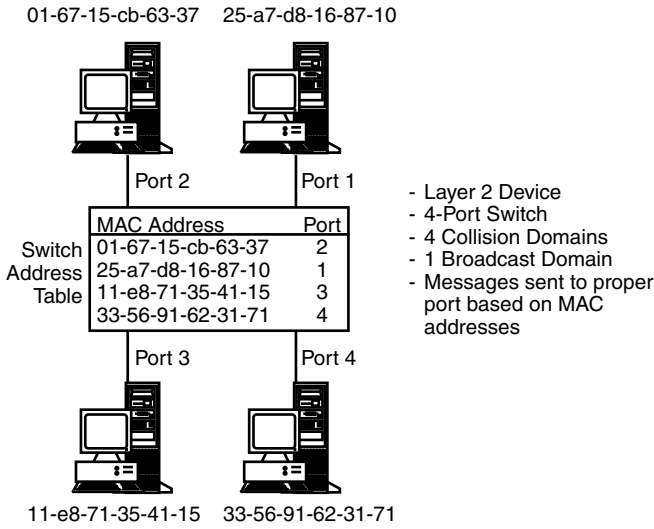 01-67-15-cb-63-37 25-a7-d8-16-87-10
Port 2 Port 1
MAC Address Port
01-67-15-cb-63-37 2
25-a7-d8-16-87-10 1
11-e8-71-35-41-15 3
33-56-91-62-31-71 4
Switch
Address
Table
Port 3 Port 4
11-e8-71-35-41-15 33-56-91-62-31-71
- Layer 2 Device
- 4-Port Switch
- 4 Collision Domains
- 1 Broadcast Domain
- Messages sent to proper
port based on MAC
addresses